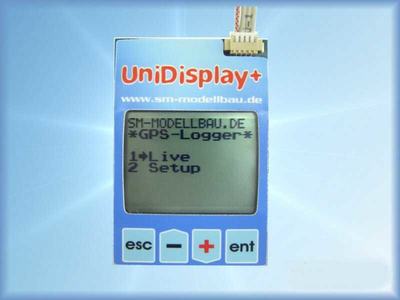 UniDisplay+
www.sm-modellbau.de
SM-MODELLBAU.DE
*GPS-Logger*
1→Live
2 Setup
esc - + ent